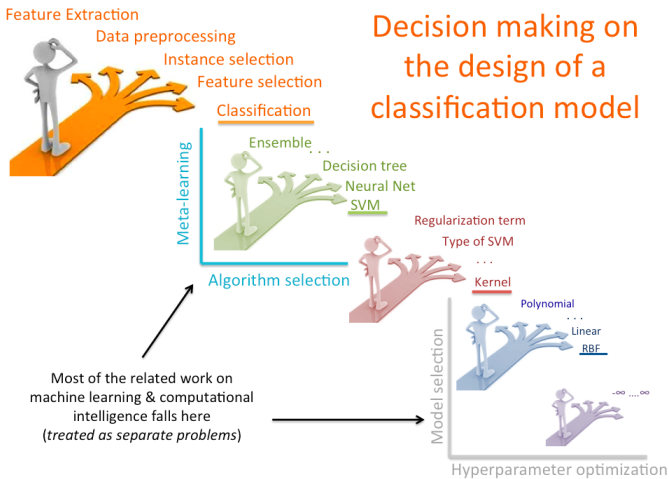 Decision making on
the design of a
classification model
Feature Extraction
Data preprocessing
Instance selection
Feature selection
Classification
Meta-learning
Ensemble
. . .
Decision tree
Neural Net
SVM
Algorithm selection
Regularization term
Type of SVM
. . .
Kernel
Model selection
Polynomial
. . .
Linear
RBF
-∞ ....∞
Hyperparameter optimization
Most of the related work on
machine learning & computational
intelligence falls here
(treated as separate problems)